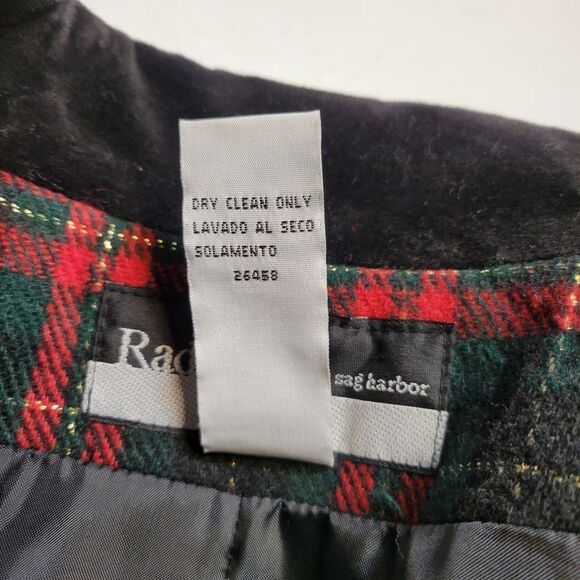 DRY CLEAN ONLY
LAVADO AL SECO
SOLAMENTO
26458
sag harbor